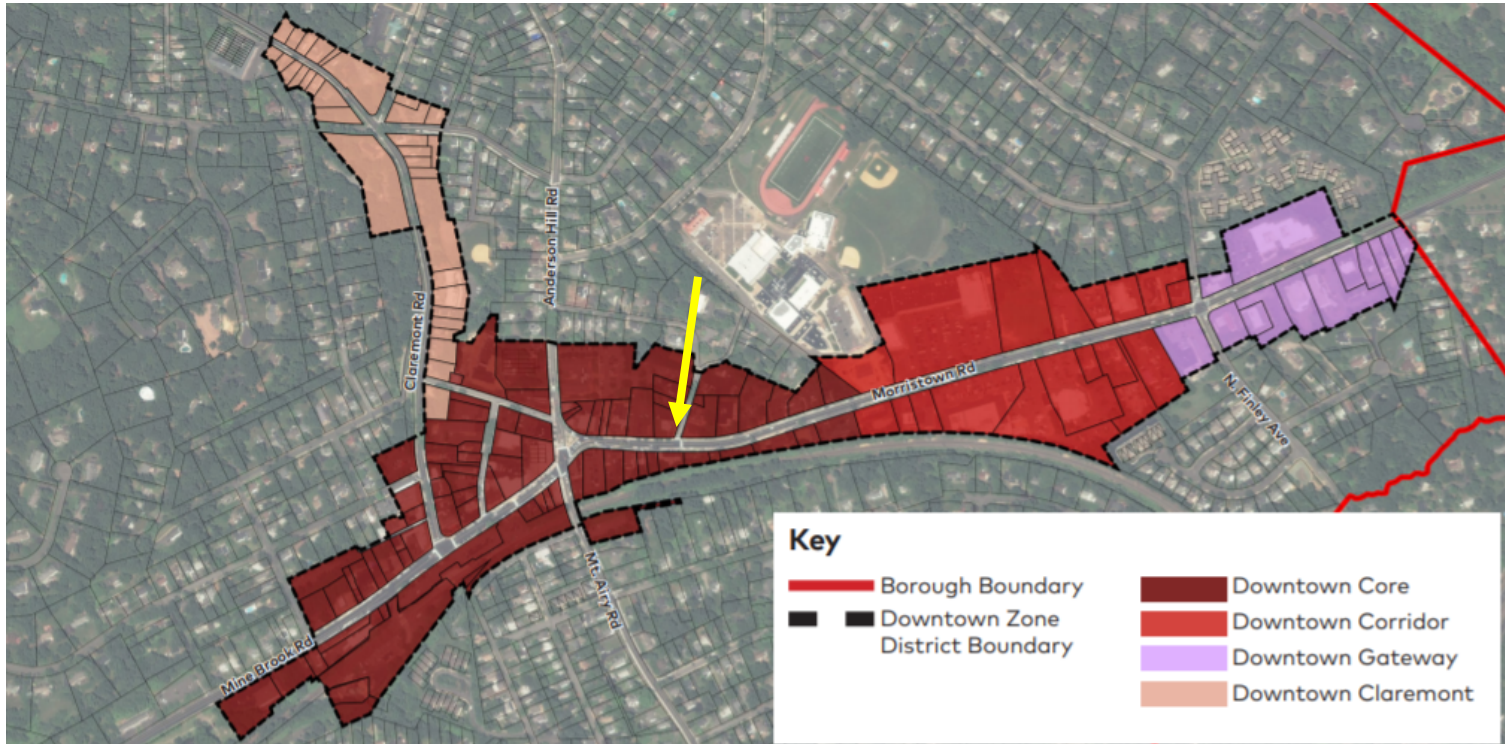 Anderson Hill Rd
Claremont Rd
Morristown Rd
N. Finley Ave
Mt. Airy Rd
Mine Brook Rd
Key
Borough Boundary
Downtown Zone
District Boundary
Downtown Core
Downtown Corridor
Downtown Gateway
Downtown Claremont